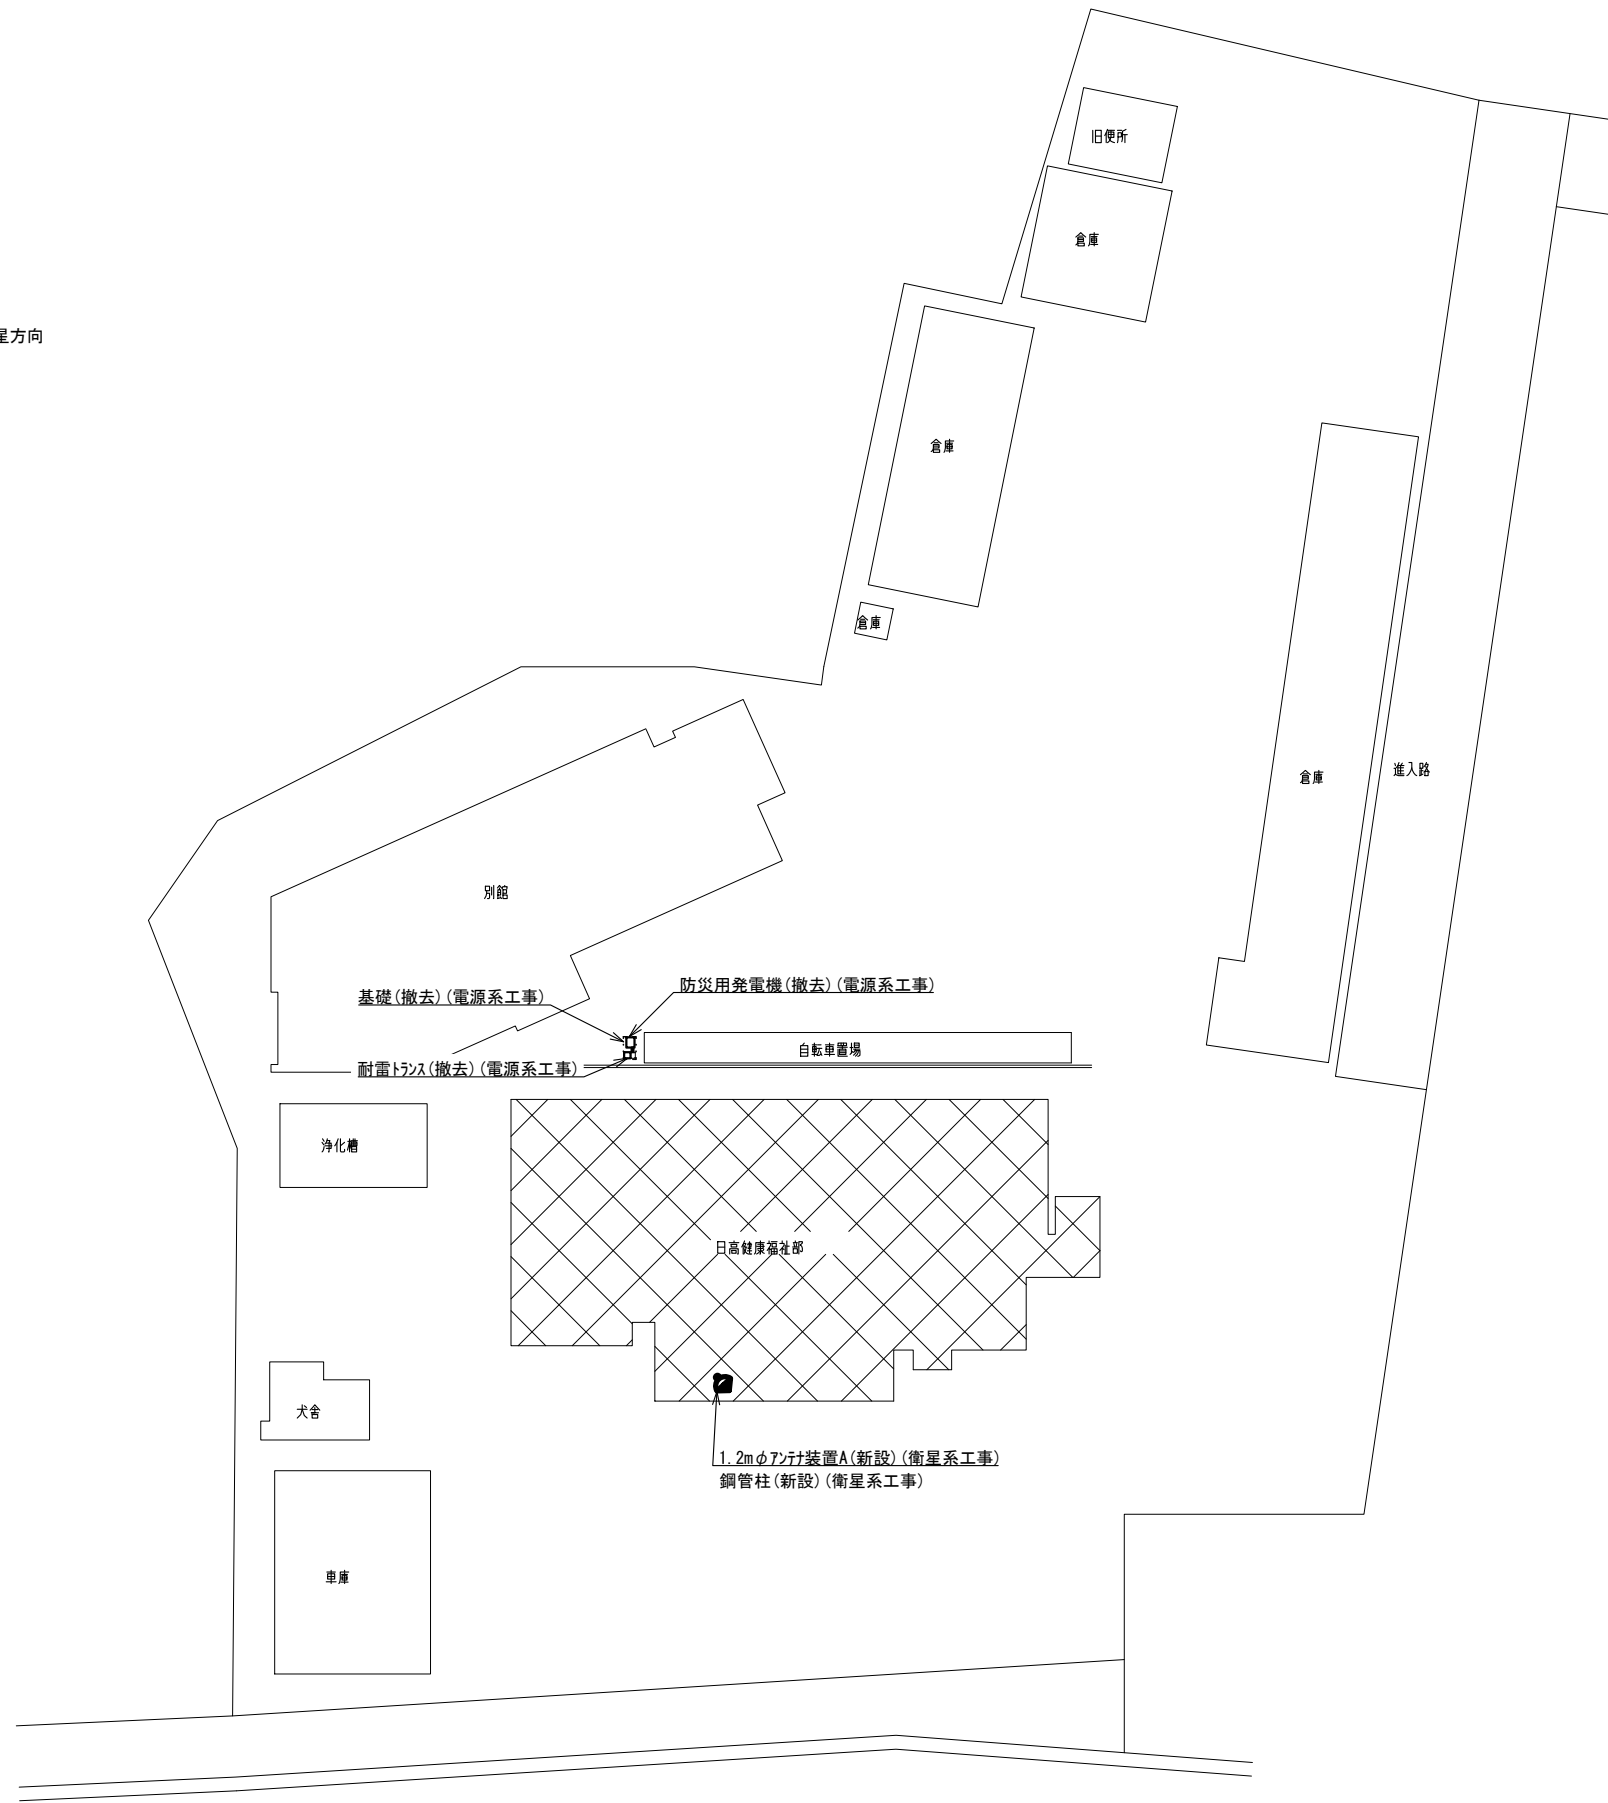 旧便所
倉庫
星方向
倉庫
倉庫
倉庫
進入路
別館
防災用発電機(撤去)(電源系工事)
基礎(撤去)(電源系工事)
自転車置場
耐雷ﾄﾗﾝｽ(撤去)(電源系工事)
浄化槽
日高健康福祉部
犬舎
1.2mφｱﾝﾃﾅ装置A(新設)(衛星系工事)
鋼管柱(新設)(衛星系工事)
車庫